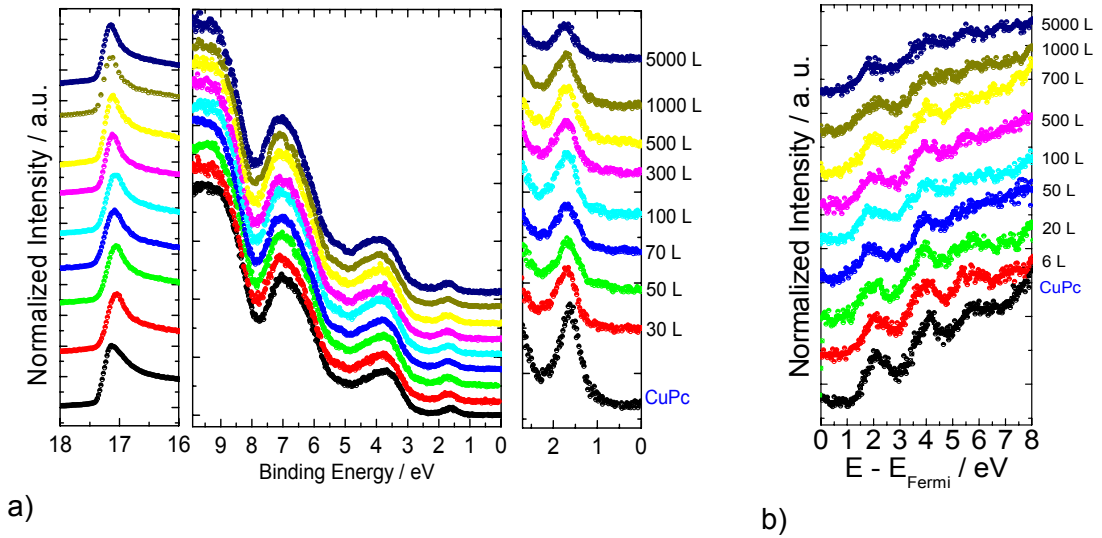 Normalized Intensity / a.u.
18 17 16
9 8 7 6 5 4 3 2 1 0
2 1 0
Binding Energy / eV
5000 L
1000 L
500 L
300 L
100 L
70 L
50 L
30 L
CuPc
a)
Normalized Intensity / a. u.
5000 L
1000 L
700 L
500 L
100 L
50 L
20 L
6 L
CuPc
0 1 2 3 4 5 6 7 8
E - EFermi / eV
b)